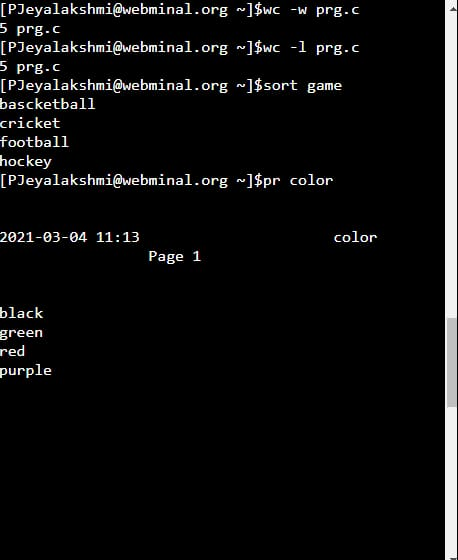 [PJeyalakshmi@webminal.org ~]$wc -w prg.c
5 prg.c
[PJeyalakshmi@webminal.org ~]$wc -l prg.c
5 prg.c
[PJeyalakshmi@webminal.org ~]$sort game
bascketball
cricket
football
hockey
[PJeyalakshmi@webminal.org ~]$pr color
2021-03-04 11:13 color
Page 1
black
green
red
purple